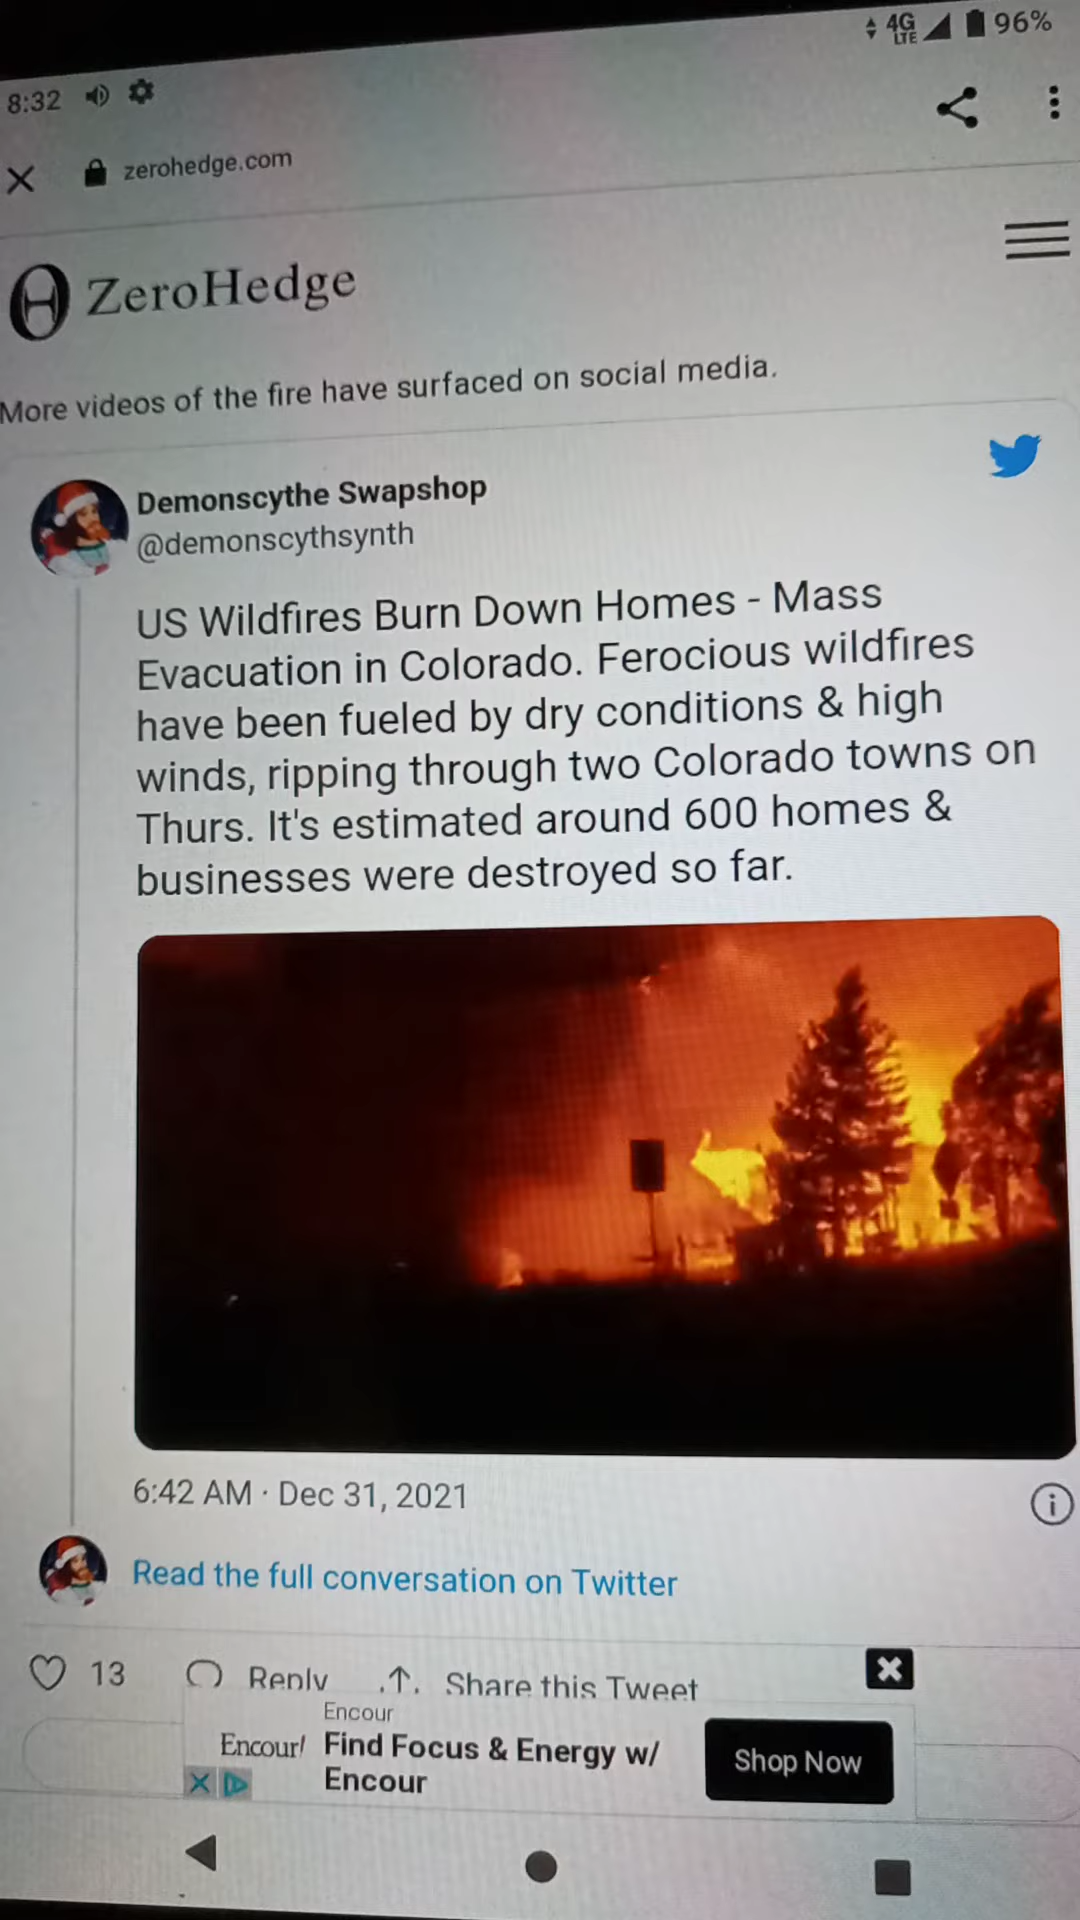 4G
LTE
96%
8:32
zerohedge.com
ZeroHedge
More videos of the fire have surfaced on social media.
Demonscythe Swapshop
@demonscythsynth
US Wildfires Burn Down Homes - Mass
Evacuation in Colorado. Ferocious wildfires
have been fueled by dry conditions & high
winds, ripping through two Colorado towns on
Thurs. It's estimated around 600 homes &
businesses were destroyed so far.
6:42 AM · Dec 31, 2021
Read the full conversation on Twitter
13
Reply
Share this Tweet
Encour
Encour!
Find Focus & Energy w/
Encour
Shop Now